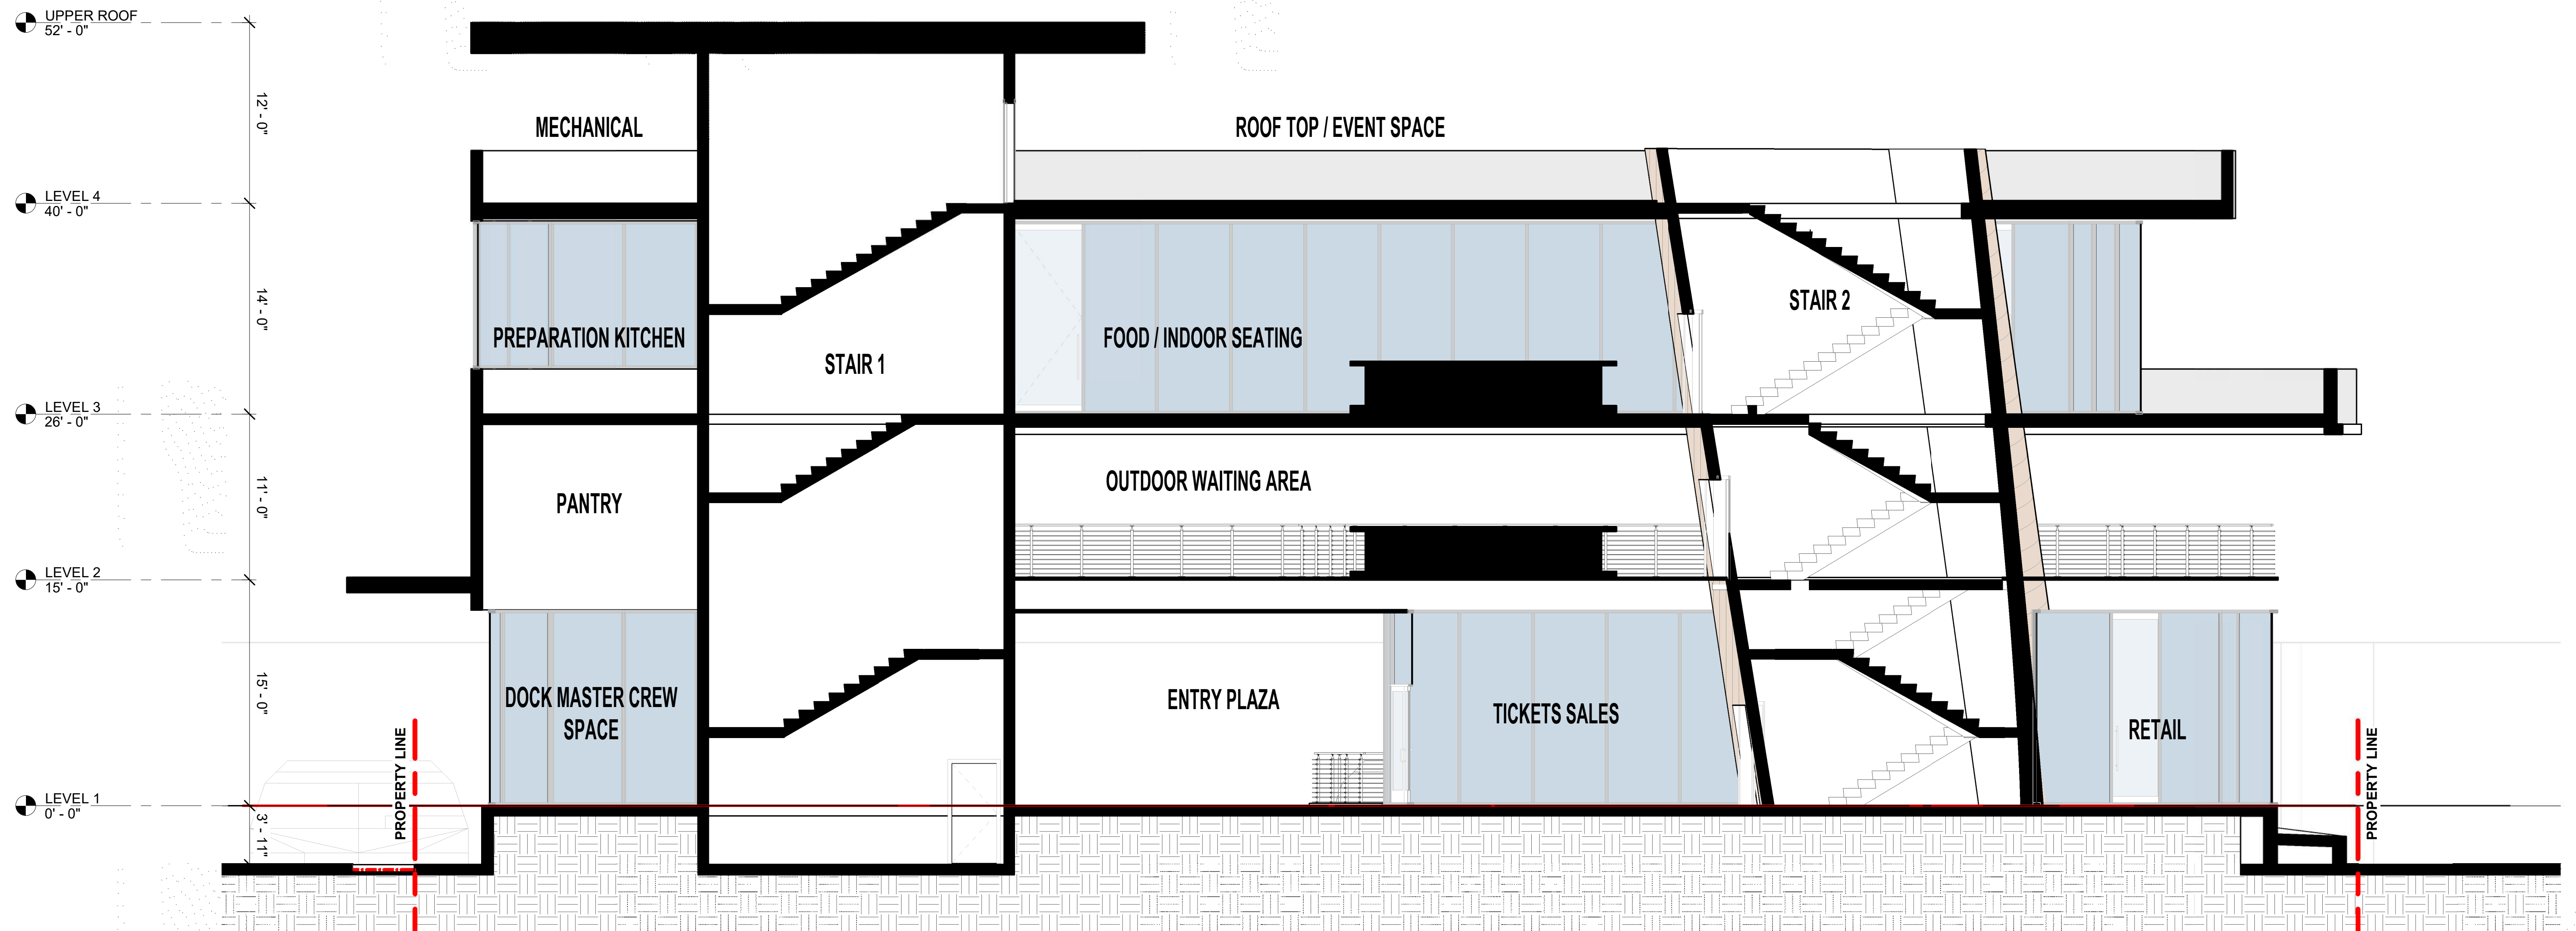 UPPER ROOF
52' - 0"
12' - 0"
MECHANICAL
ROOF TOP / EVENT SPACE
LEVEL 4
40' - 0"
14' - 0"
PREPARATION KITCHEN
STAIR 1
FOOD / INDOOR SEATING
STAIR 2
LEVEL 3
26' - 0"
11' - 0"
PANTRY
OUTDOOR WAITING AREA
LEVEL 2
15' - 0"
15' - 0"
DOCK MASTER CREW
SPACE
ENTRY PLAZA
TICKETS SALES
RETAIL
PROPERTY LINE
PROPERTY LINE
LEVEL 1
0' - 0"
3' - 11"